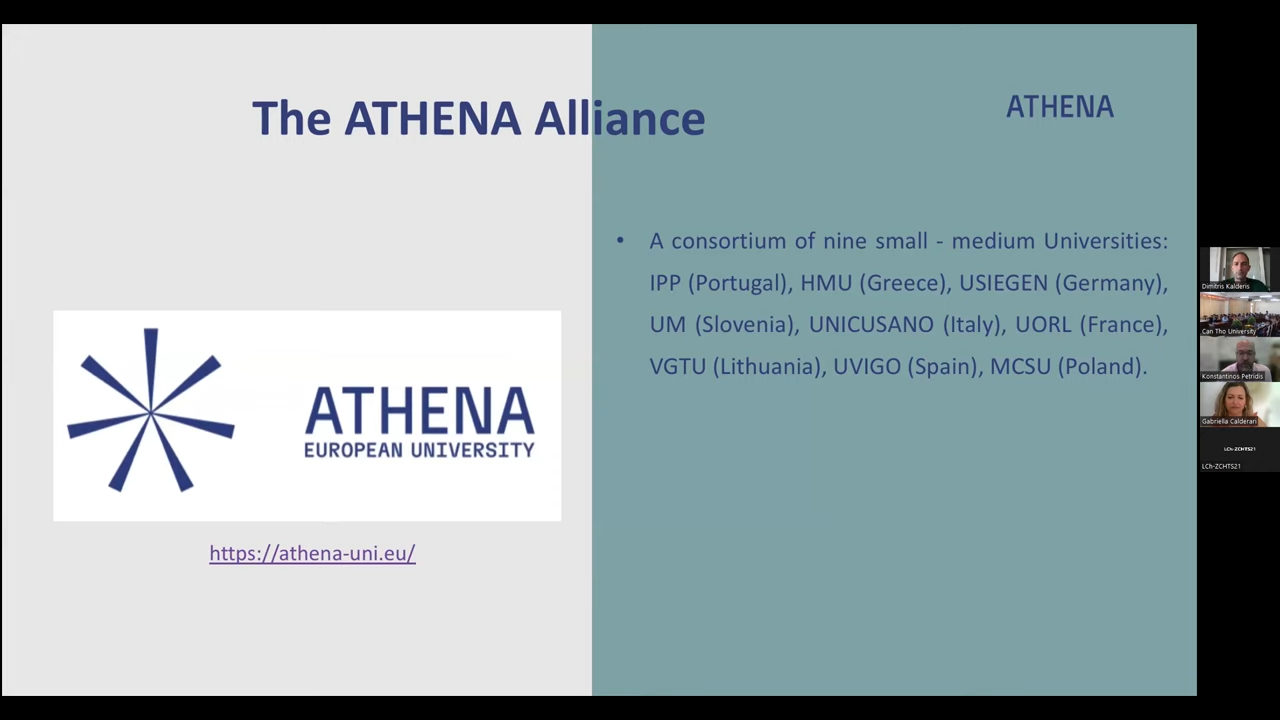 The ATHENA Alliance
ATHENA
• A consortium of nine small - medium Universities:
IPP (Portugal), HMU (Greece), USIEGEN (Germany),
UM (Slovenia), UNICUSANO (Italy), UORL (France),
VGTU (Lithuania), UVIGO (Spain), MCSU (Poland).
ATHENA
EUROPEAN UNIVERSITY
https://athena-uni.eu/
Dimitris Kalderis
Can Tho University
Konstantinos Petridis
Gabriella Calderari
LCh-ZCHTS21
LCh-ZCHTS21